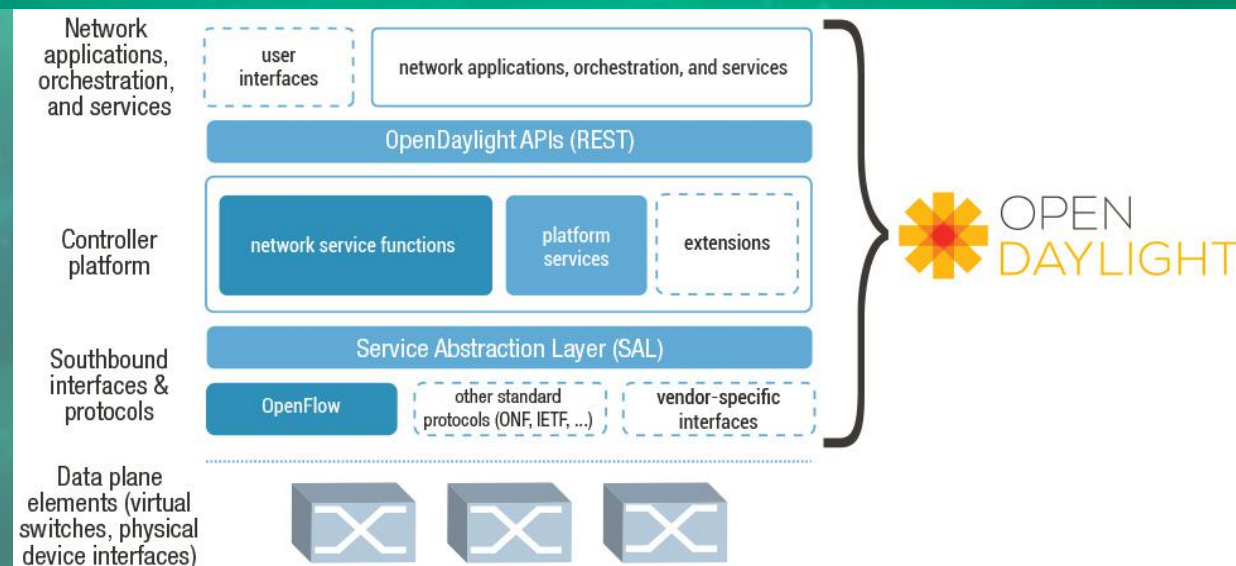 Network
applications,
orchestration,
and services
user
interfaces
network applications, orchestration, and services
OpenDaylight APIs (REST)
Controller
platform
network service functions
platform
services
extensions
OPEN
DAYLIGHT
Southbound
interfaces &
protocols
Service Abstraction Layer (SAL)
OpenFlow
other standard
protocols (ONF, IETF, ...)
vendor-specific
interfaces
Data plane
elements (virtual
switches, physical
device interfaces)